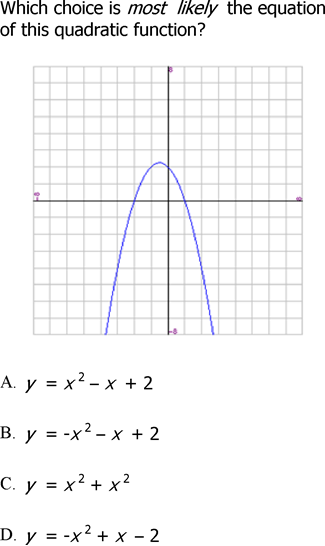 Which choice is most likely the equation
of this quadratic function?
8
-8
8
-8
A. y = x² – x + 2
B. y = -x² – x + 2
C. y = x² + x²
D. y = -x² + x – 2